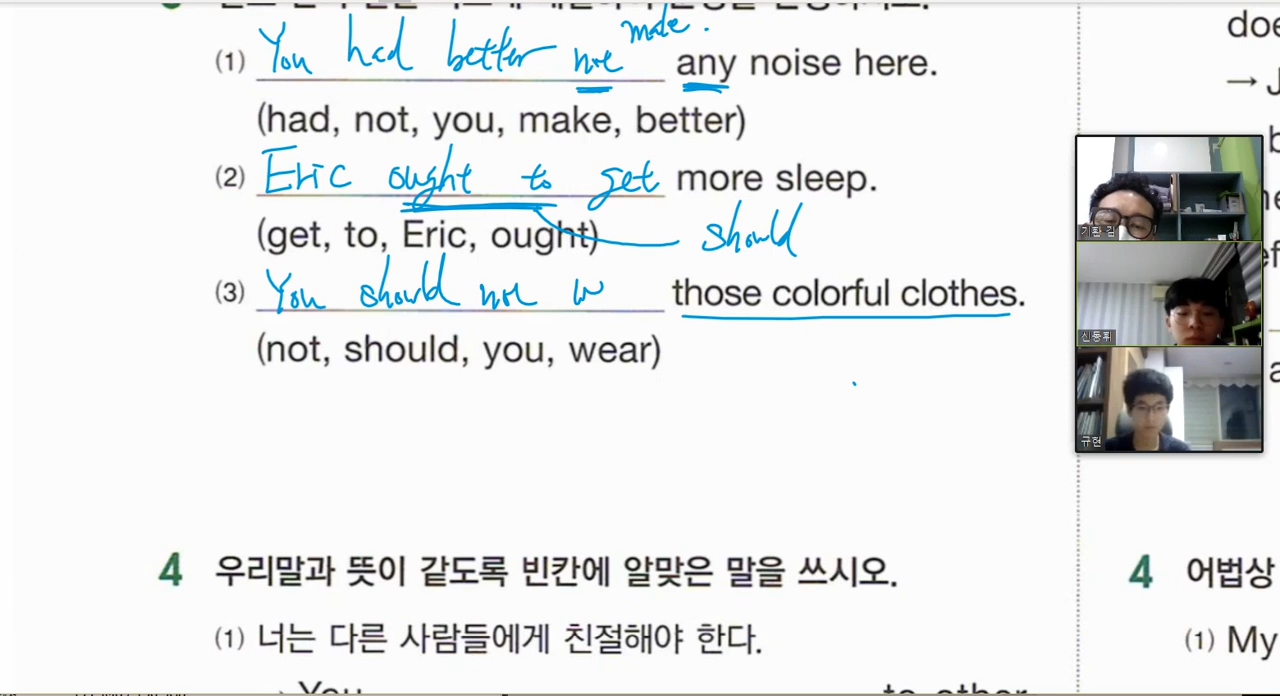 does
make.
(1) You had better not any noise here.
→ J
(had, not, you, make, better)
(2) Eric ought to get more sleep.
(get, to, Eric, ought) should
기환 김
(3) You should not w those colorful clothes.
신동휘
(not, should, you, wear)
규현
4 우리말과 뜻이 같도록 빈칸에 알맞은 말을 쓰시오.
4 어법상
(1) 너는 다른 사람들에게 친절해야 한다.
(1) My
You to other